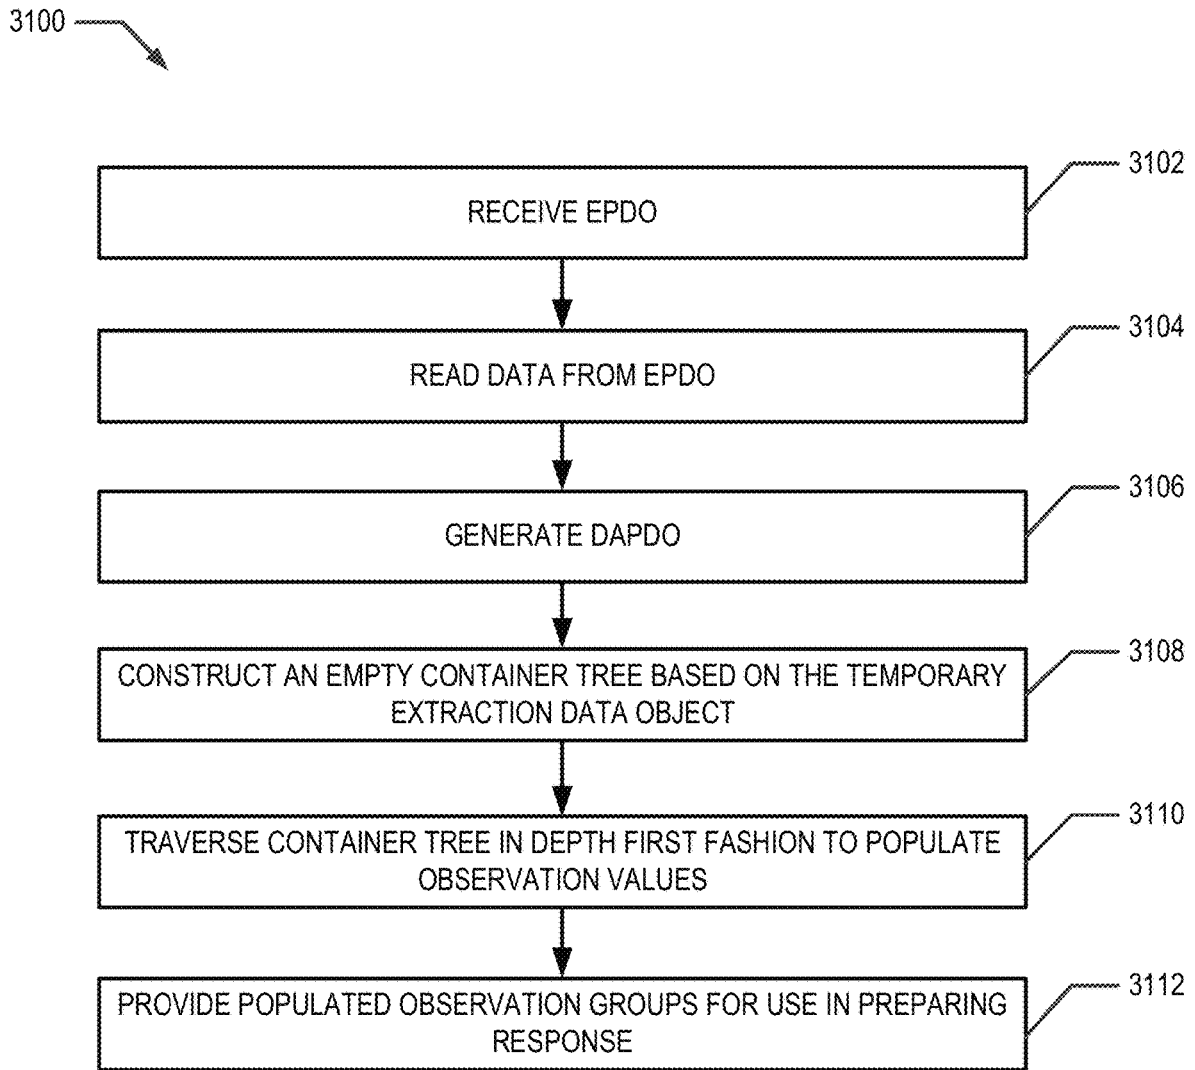 3100
3102
RECEIVE EPDO
3104
READ DATA FROM EPDO
3106
GENERATE DAPDO
3108
CONSTRUCT AN EMPTY CONTAINER TREE BASED ON THE TEMPORARY
EXTRACTION DATA OBJECT
3110
TRAVERSE CONTAINER TREE IN DEPTH FIRST FASHION TO POPULATE
OBSERVATION VALUES
3112
PROVIDE POPULATED OBSERVATION GROUPS FOR USE IN PREPARING
RESPONSE